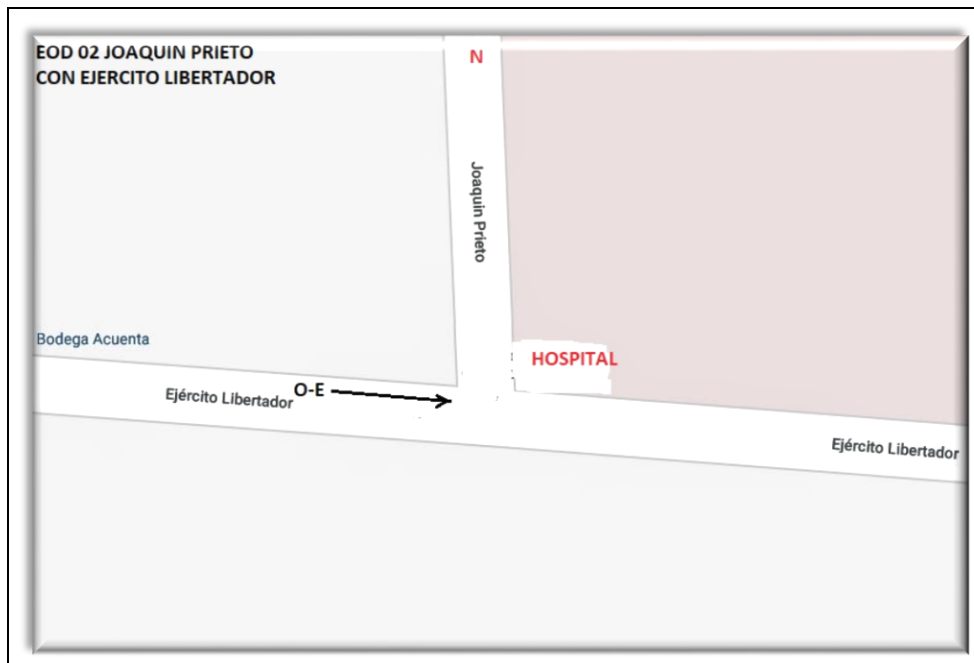 EOD 02 JOAQUIN PRIETO
CON EJERCITO LIBERTADOR
N
Joaquin Prieto
Bodega Acuenta
HOSPITAL
Ejército Libertador
O-E
Ejército Libertador